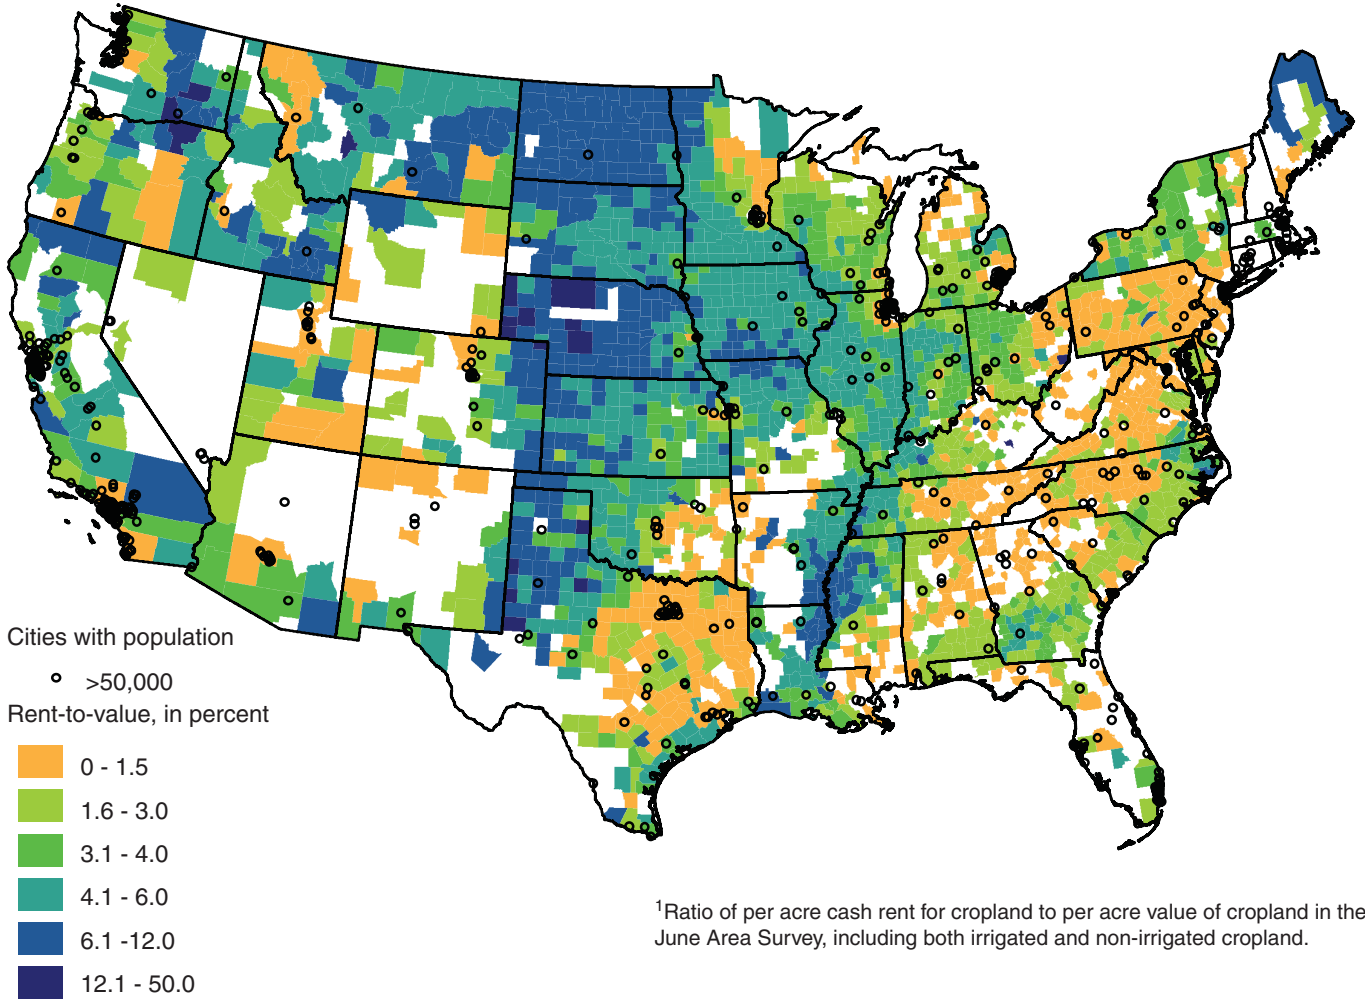 Cities with population
>50,000
Rent-to-value, in percent
0 - 1.5
1.6 - 3.0
3.1 - 4.0
4.1 - 6.0
6.1 -12.0
12.1 - 50.0
1Ratio of per acre cash rent for cropland to per acre value of cropland in the
June Area Survey, including both irrigated and non-irrigated cropland.